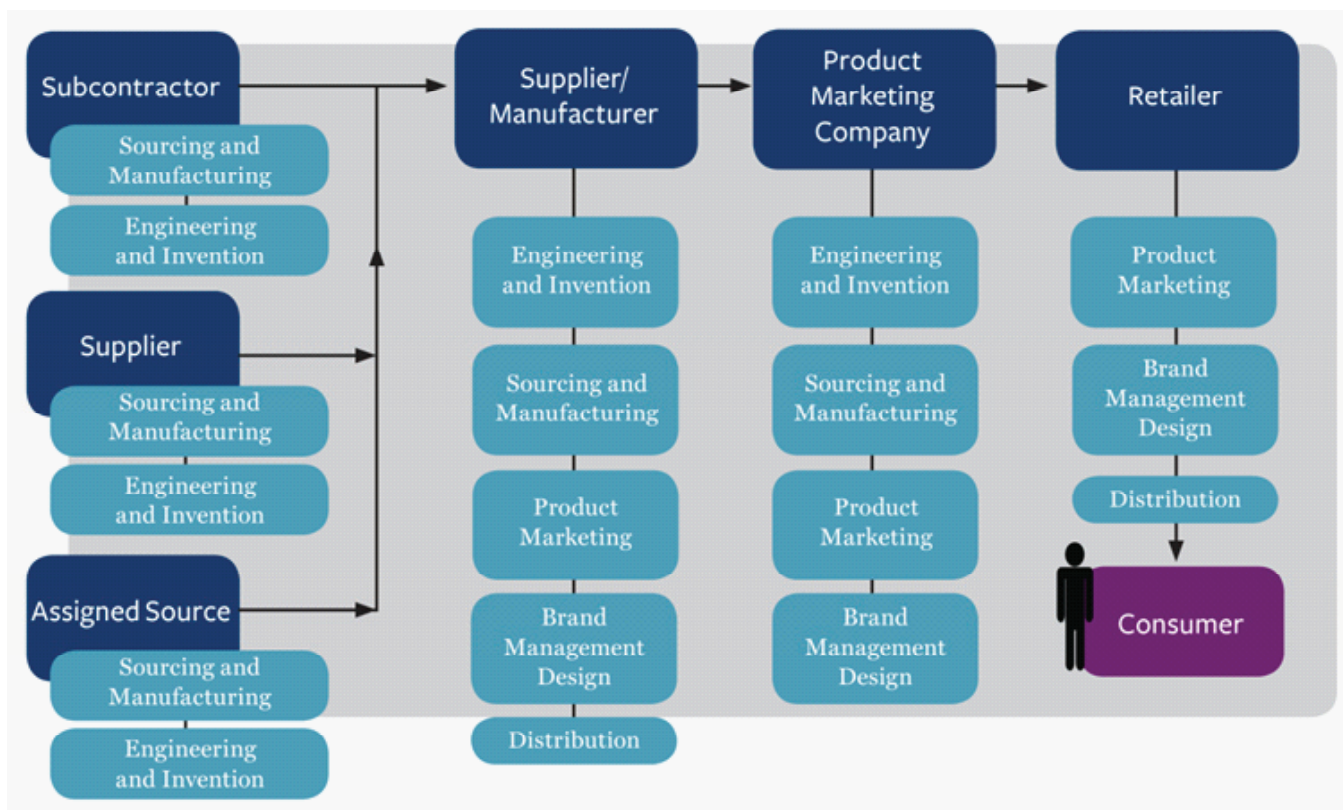 Subcontractor
Sourcing and
Manufacturing
Engineering
and Invention
Supplier
Sourcing and
Manufacturing
Engineering
and Invention
Assigned Source
Sourcing and
Manufacturing
Engineering
and Invention
Supplier/
Manufacturer
Engineering
and Invention
Sourcing and
Manufacturing
Product
Marketing
Brand
Management
Design
Distribution
Product
Marketing
Company
Engineering
and Invention
Sourcing and
Manufacturing
Product
Marketing
Brand
Management
Design
Retailer
Product
Marketing
Brand
Management
Design
Distribution
Consumer